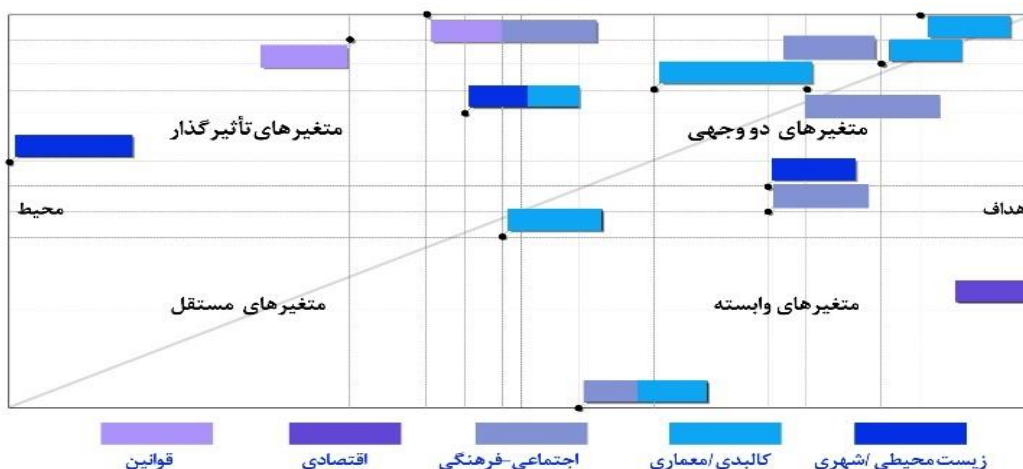 متغیرهای تأثیرگذار
متغیرهای دووجهی
محیط
هداف
متغیرهای مستقل
متغیرهای وابسته
زیست محیطی/شهری
کالبدی/معماری
اجتماعی-فرهنگی
اقتصادی
قوانین